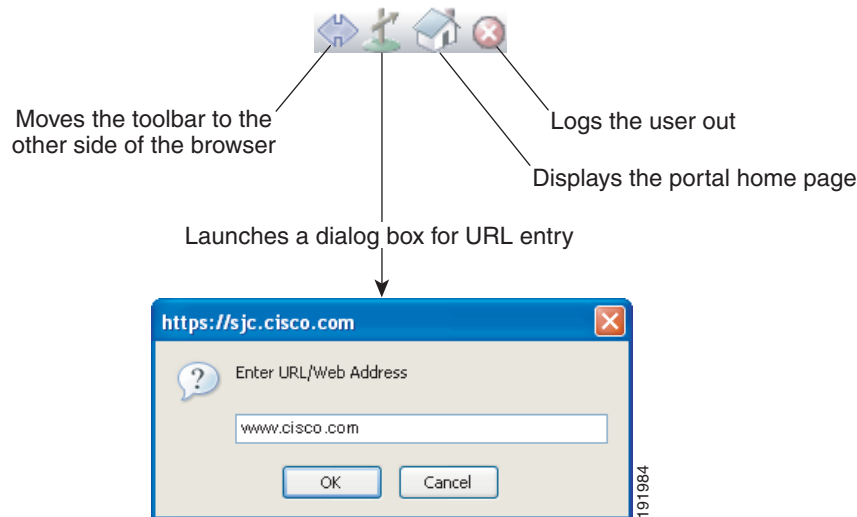 Moves the toolbar to the
other side of the browser
Logs the user out
Displays the portal home page
Launches a dialog box for URL entry
https://sjc.cisco.com
Enter URL/Web Address
www.cisco.com
OK
Cancel
191984